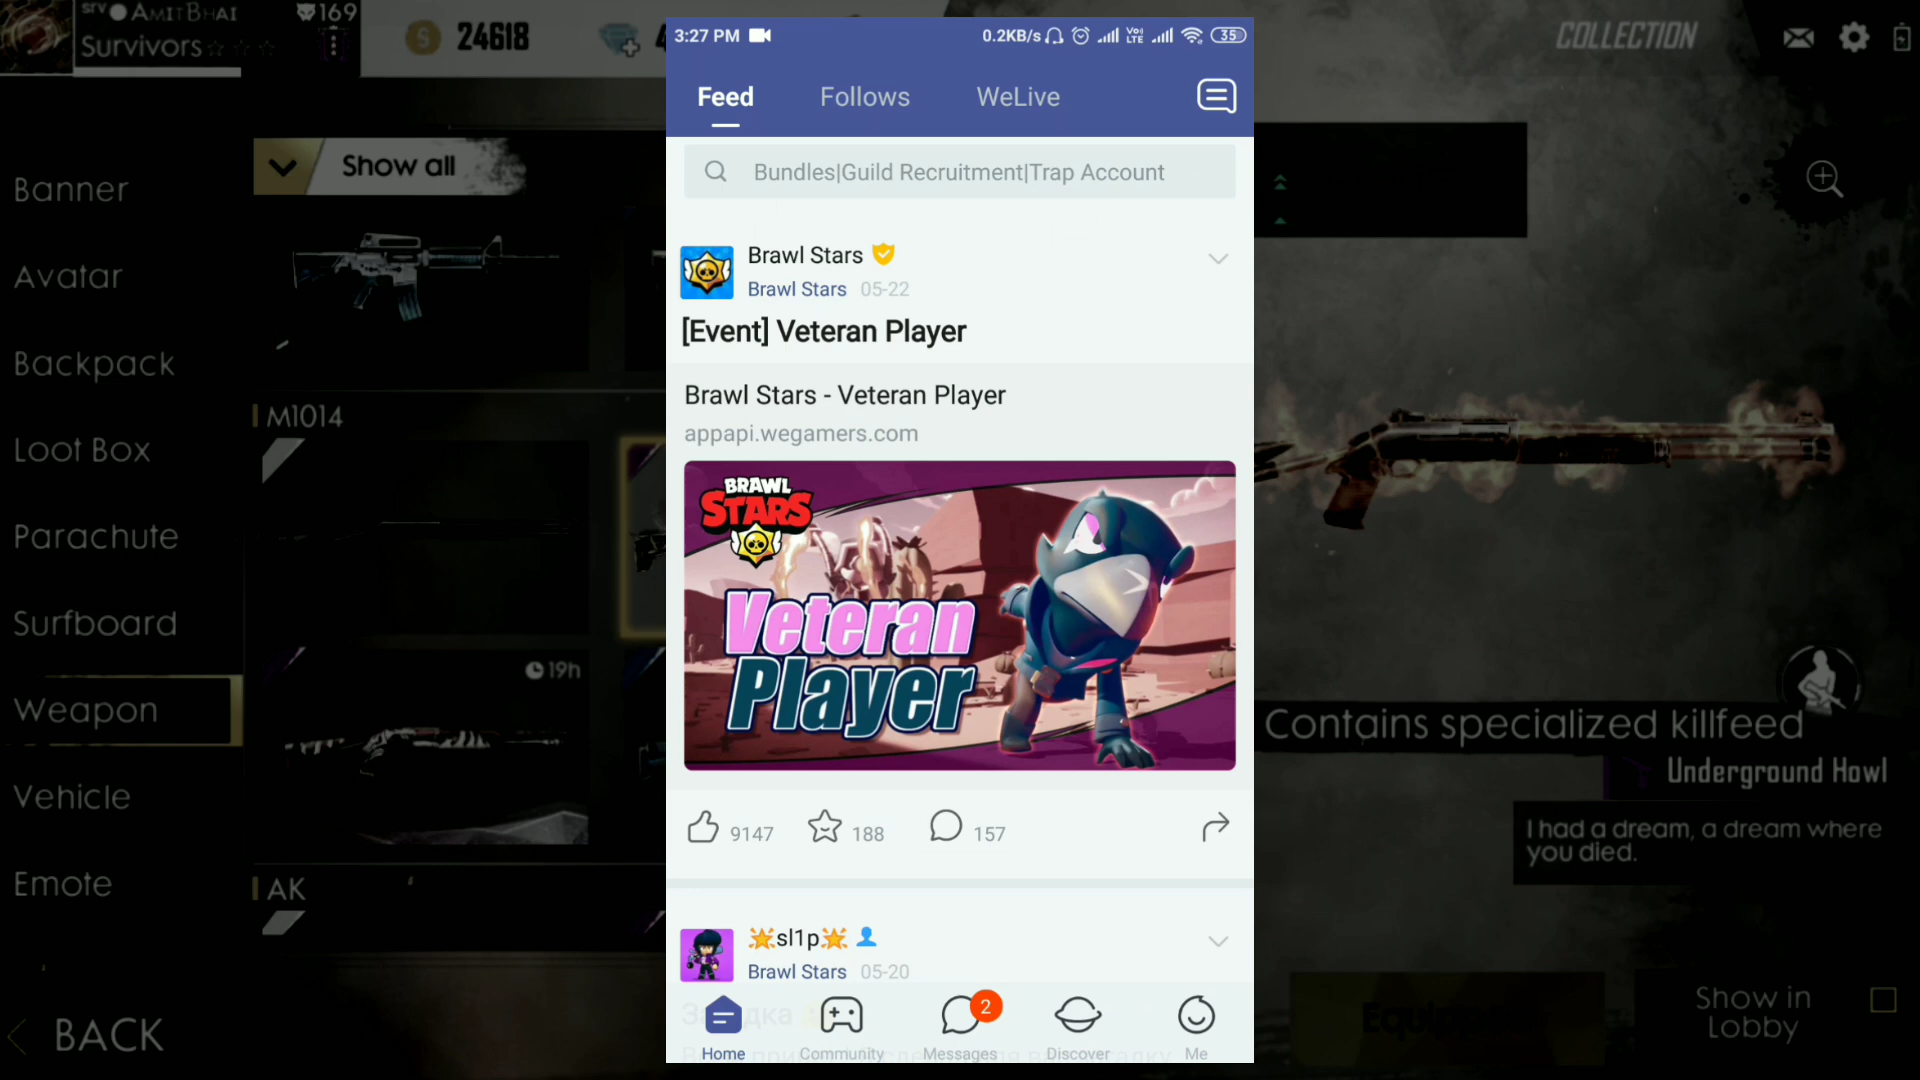 srv AmitBhai
169
Survivors
24618
COLLECTION
3:27 PM
0.2KB/s
Vo)
LTE
35
Feed
Follows
WeLive
Bundles|Guild Recruitment|Trap Account
Banner
Avatar
Backpack
Loot Box
Parachute
Surfboard
Weapon
Vehicle
Emote
BACK
Show all
M1014
19h
AK
Brawl Stars
Brawl Stars 05-22
[Event] Veteran Player
Brawl Stars - Veteran Player
appapi.wegamers.com
BRAWL
STARS
Veteran
Player
9147
188
157
sl1p
Brawl Stars 05-20
2
Home
Community
Messages
Discover
Me
Contains specialized killfeed
Underground Howl
I had a dream, a dream where
you died.
Show in
Lobby